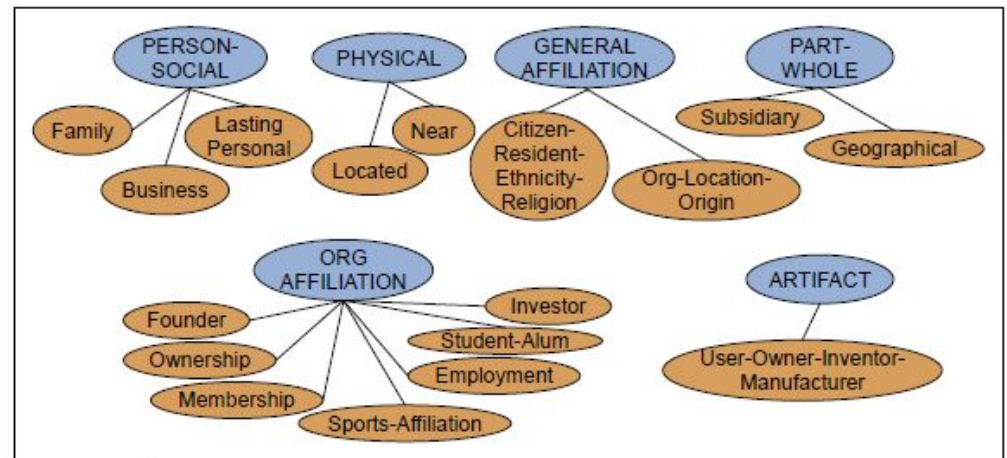 PERSON-
SOCIAL
PHYSICAL
GENERAL
AFFILIATION
PART-
WHOLE
Family
Lasting
Personal
Business
Near
Located
Citizen-
Resident-
Ethnicity-
Religion
Org-Location-
Origin
Subsidiary
Geographical
ORG
AFFILIATION
ARTIFACT
Founder
Investor
Ownership
Student-Alum
Membership
Employment
Sports-Affiliation
User-Owner-Inventor-
Manufacturer